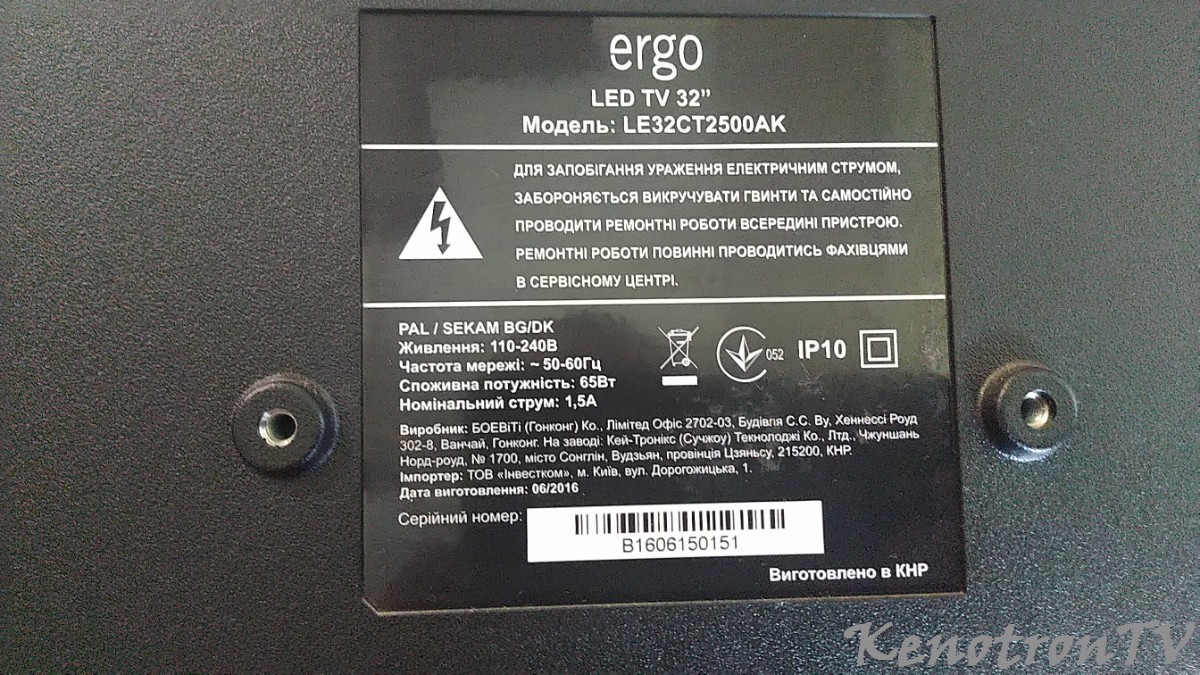 ergo
LED TV 32”
Модель: LE32CT2500AK
ДЛЯ ЗАПОБІГАННЯ УРАЖЕННЯ ЕЛЕКТРИЧНИМ СТРУМОМ,
ЗАБОРОНЯЄТЬСЯ ВИКРУЧУВАТИ ГВИНТИ ТА САМОСТІЙНО
ПРОВОДИТИ РЕМОНТНІ РОБОТИ ВСЕРЕДИНІ ПРИСТРОЮ.
РЕМОНТНІ РОБОТИ ПОВИННІ ПРОВОДИТИСЬ ФАХІВЦЯМИ
В СЕРВІСНОМУ ЦЕНТРІ.
PAL / SEKAM BG/DK
Живлення: 110-240В
Частота мережі: ~ 50-60Гц
Споживна потужність: 65Вт
Номінальний струм: 1,5А
052
IP10
Виробник: БОЕВіТі (Гонконг) Ко., Лімітед Офіс 2702-03, Будівля С.С. Ву, Хеннессі Роуд
302-8, Ванчай, Гонконг. На заводі: Кей-Тронікс (Сучжоу) Текнолоджі Ко., Лтд., Чжуншань
Норд-роуд, № 1700, місто Сонглін, Вудзьян, провінція Цзяньсу, 215200, КНР.
Імпортер: ТОВ «Інвестком», м. Київ, вул. Дорогожицька, 1.
Дата виготовлення: 06/2016
Серійний номер:
B1606150151
Виготовлено в КНР
KenotronTV